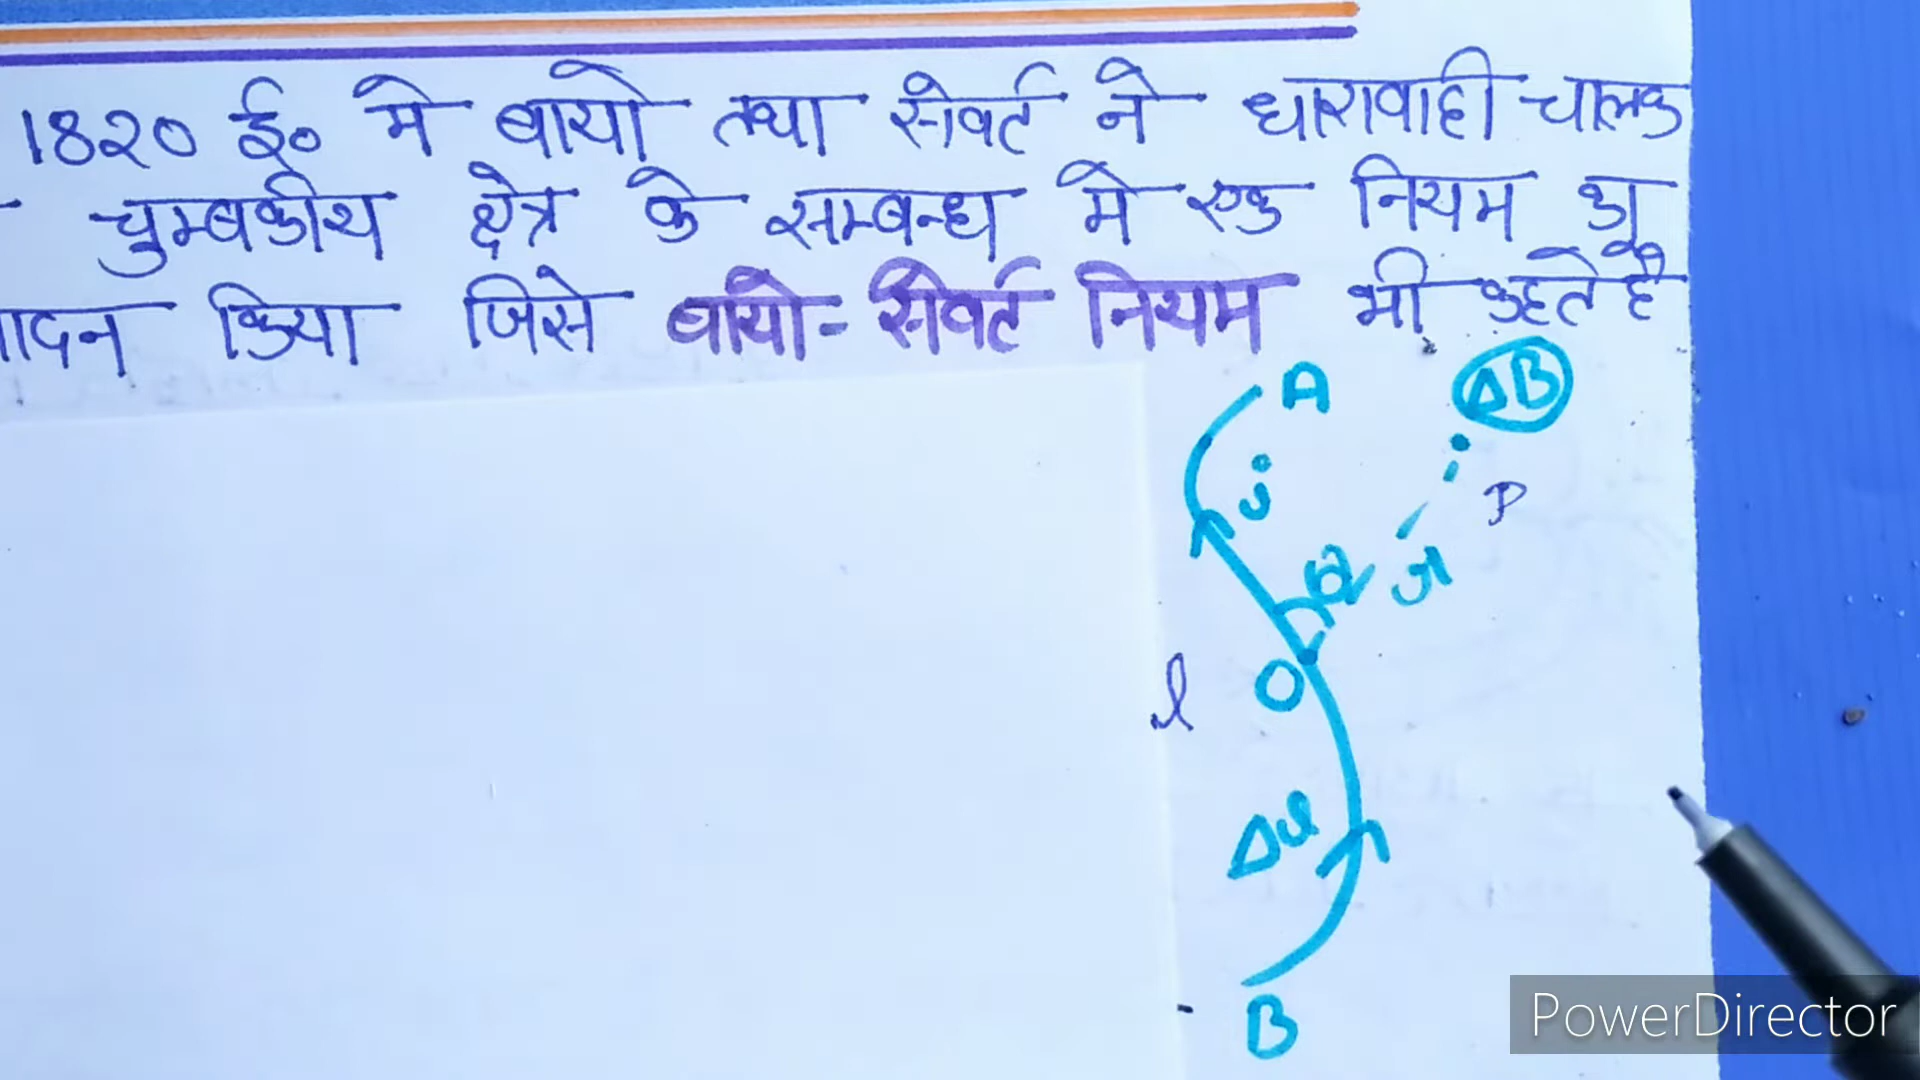 1820 ई० मे बायो तथा सेवर्ट ने धारावाही चालक
चुम्बकीय क्षेत्र के सम्बन्ध मे एक नियम का
पादन किया जिसे बायो-सेवर्ट नियम भी कहते है
A
ΔB
i
P
r
O
l
Δl
B
PowerDirector